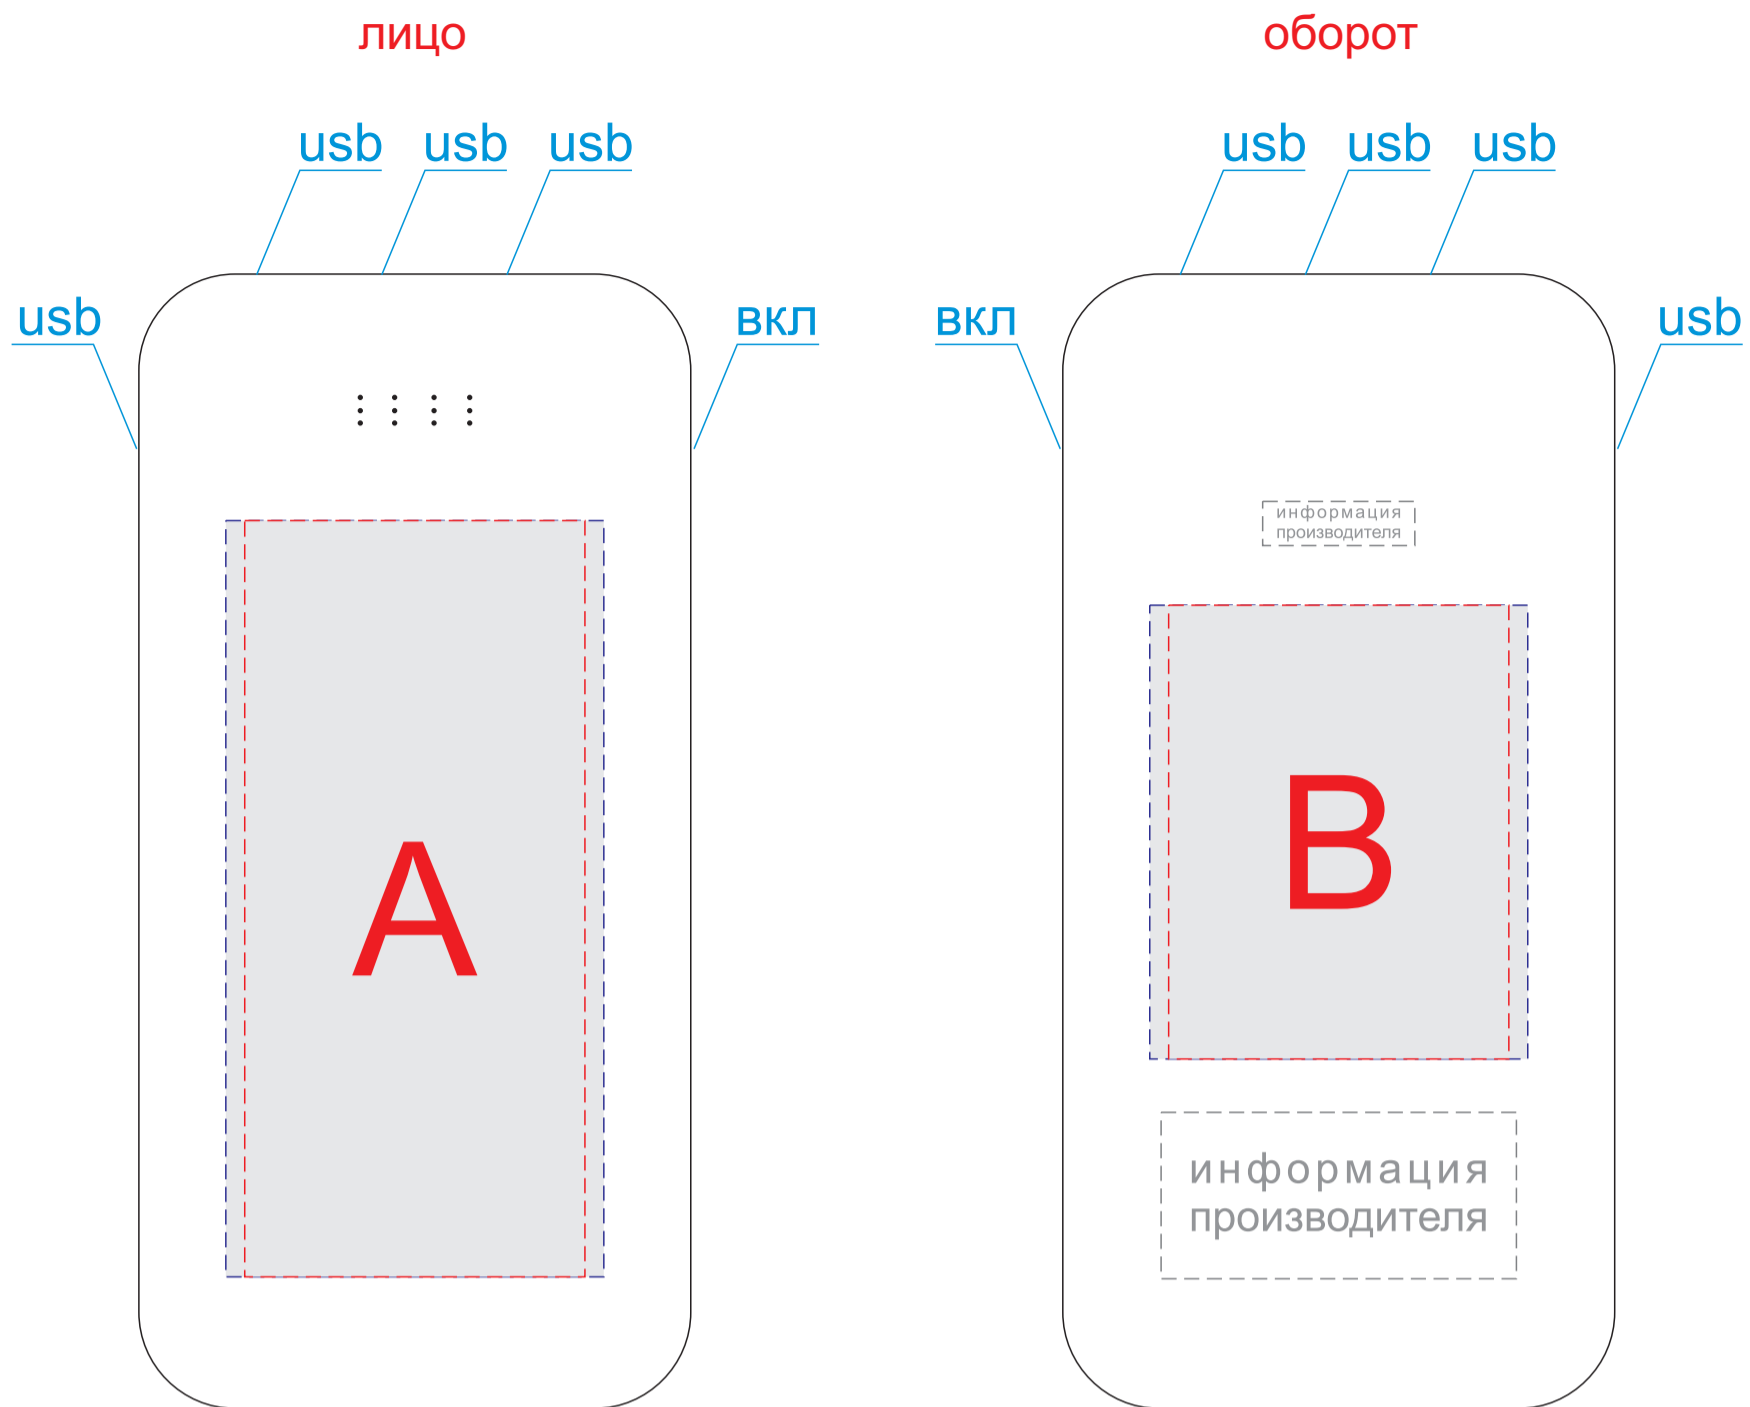 лицо
оборот
usb
usb
usb
usb
usb
usb
usb
вкл
вкл
usb
информация
производителя
A
B
информация
производителя